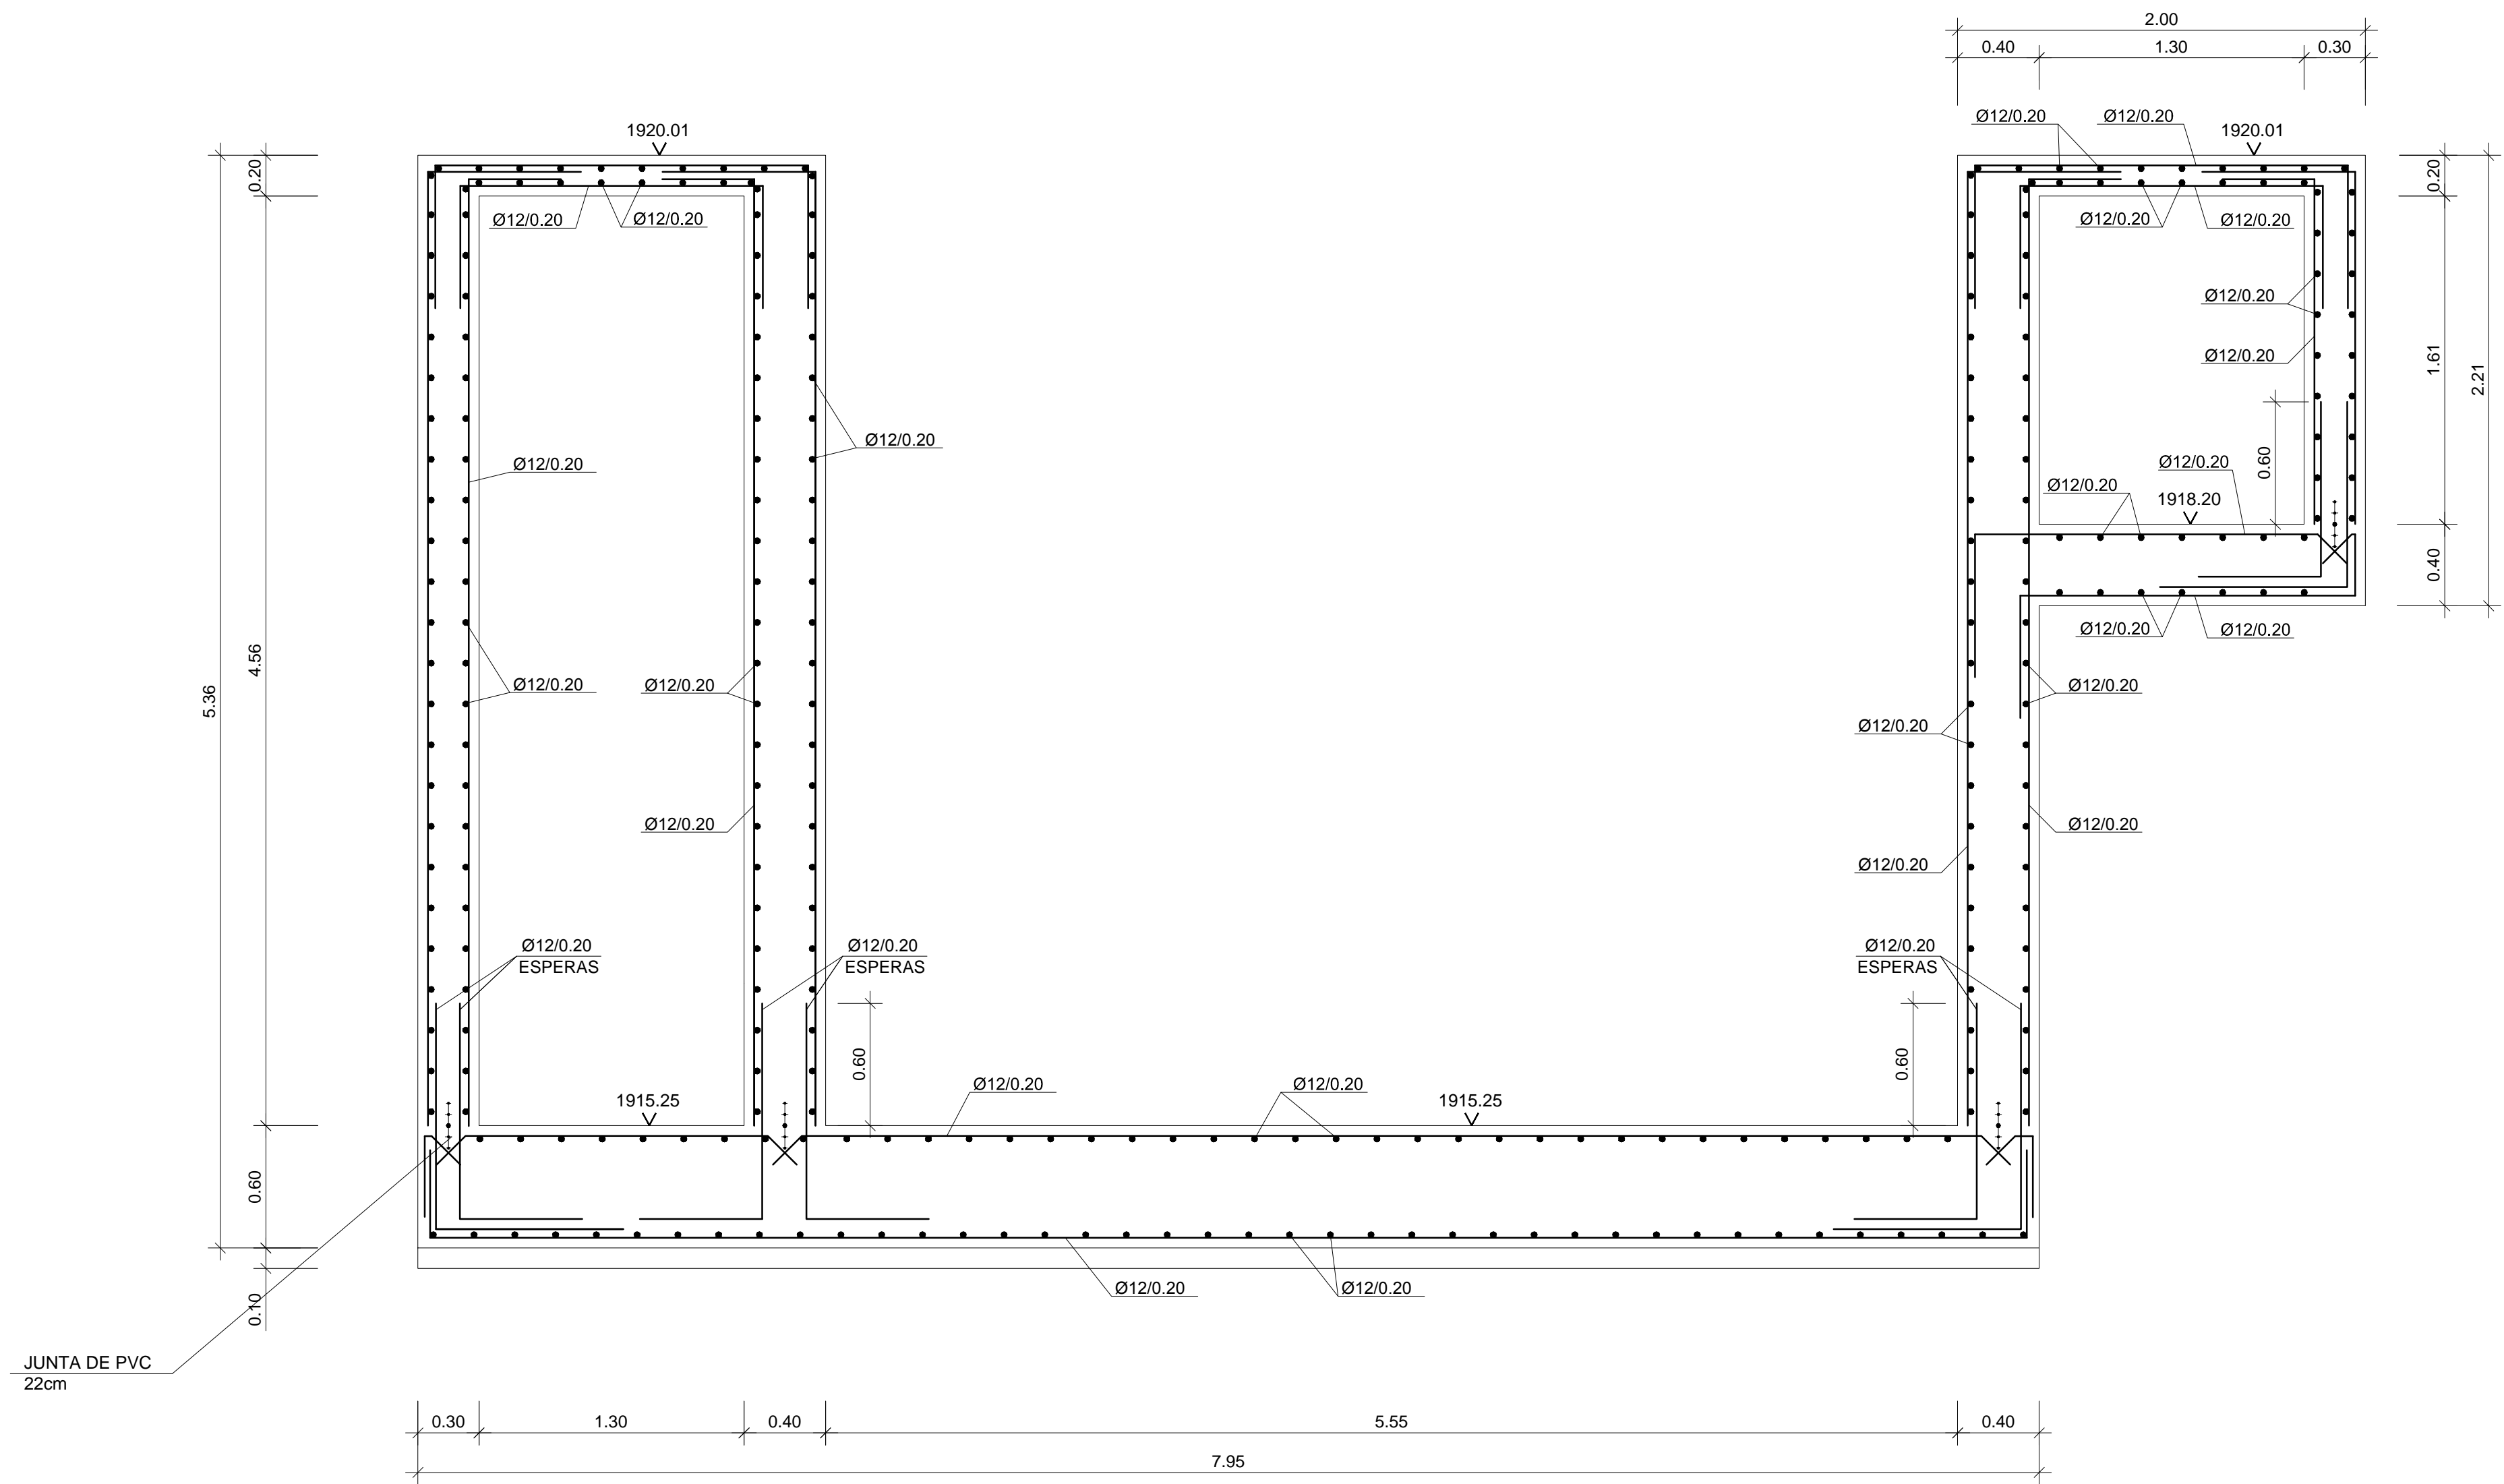 2.00
0.40 1.30 0.30
Ø12/0.20 Ø12/0.20
1920.01 1920.01
0.20 0.20
Ø12/0.20 Ø12/0.20 Ø12/0.20 Ø12/0.20
Ø12/0.20
Ø12/0.20
1.61
2.21
Ø12/0.20
Ø12/0.20 Ø12/0.20
0.60
Ø12/0.20
1918.20
0.40
Ø12/0.20 Ø12/0.20
4.56
5.36
Ø12/0.20 Ø12/0.20 Ø12/0.20
Ø12/0.20
Ø12/0.20 Ø12/0.20
Ø12/0.20
Ø12/0.20 Ø12/0.20 Ø12/0.20
ESPERAS ESPERAS ESPERAS
0.60 0.60
Ø12/0.20 Ø12/0.20
1915.25 1915.25
0.60
Ø12/0.20 Ø12/0.20
0.10
JUNTA DE PVC
22cm
0.30 1.30 0.40 5.55 0.40
7.95